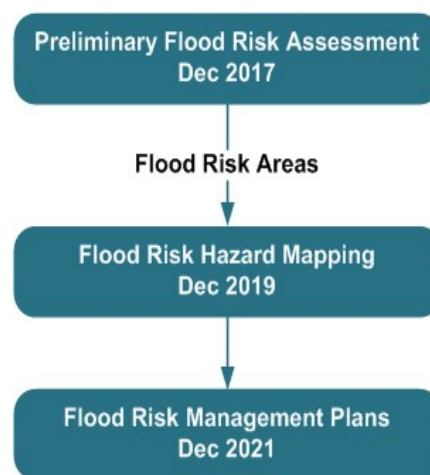 Preliminary Flood Risk Assessment
Dec 2017
Flood Risk Areas
Flood Risk Hazard Mapping
Dec 2019
Flood Risk Management Plans
Dec 2021